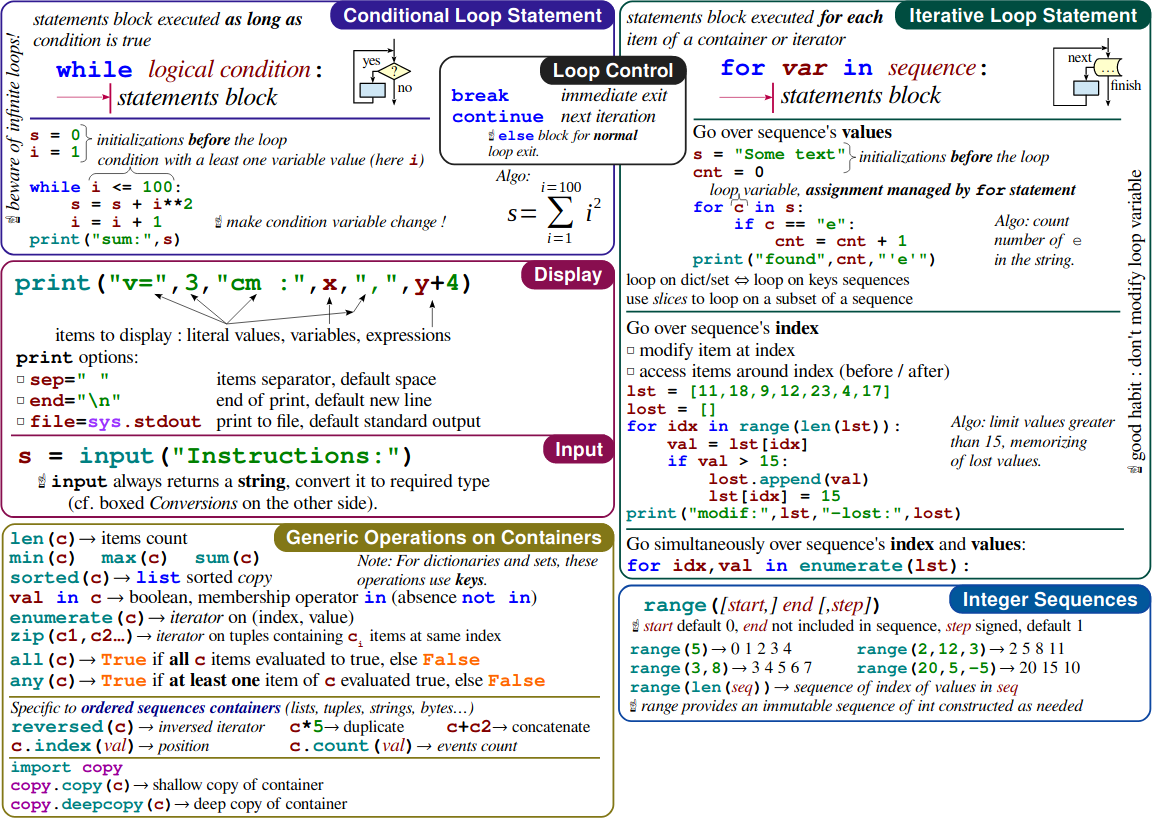 Conditional Loop Statement
statements block executed as long as
condition is true
while logical condition:
statements block
yes
?
no
☜ beware of infinite loops!
s = 0
i = 1
initializations before the loop
condition with a least one variable value (here i)
while i <= 100:
s = s + i**2
i = i + 1
print("sum:",s)
☝ make condition variable change !
Algo:
i=100
s= ∑ i²
i=1
Loop Control
break immediate exit
continue next iteration
☝ else block for normal
loop exit.
Iterative Loop Statement
statements block executed for each
item of a container or iterator
for var in sequence:
statements block
next
...
finish
Go over sequence's values
s = "Some text"
cnt = 0
initializations before the loop
loop variable, assignment managed by for statement
for c in s:
if c == "e":
cnt = cnt + 1
print("found",cnt,"'e'")
Algo: count
number of e
in the string.
loop on dict/set ⇔ loop on keys sequences
use slices to loop on a subset of a sequence
Go over sequence's index
□ modify item at index
□ access items around index (before / after)
lst = [11,18,9,12,23,4,17]
lost = []
for idx in range(len(lst)):
val = lst[idx]
if val > 15:
lost.append(val)
lst[idx] = 15
print("modif:",lst,"-lost:",lost)
Algo: limit values greater
than 15, memorizing
of lost values.
Go simultaneously over sequence's index and values:
for idx,val in enumerate(lst):
☜ good habit : don't modify loop variable
Display
print("v=",3,"cm :",x,",",y+4)
items to display : literal values, variables, expressions
print options:
□ sep=" " items separator, default space
□ end="\n" end of print, default new line
□ file=sys.stdout print to file, default standard output
Input
s = input("Instructions:")
☝ input always returns a string, convert it to required type
(cf. boxed Conversions on the other side).
Generic Operations on Containers
len(c)→ items count
min(c) max(c) sum(c)
sorted(c)→ list sorted copy
Note: For dictionaries and sets, these
operations use keys.
val in c → boolean, membership operator in (absence not in)
enumerate(c)→ iterator on (index, value)
zip(c1,c2…)→ iterator on tuples containing cᵢ items at same index
all(c)→ True if all c items evaluated to true, else False
any(c)→ True if at least one item of c evaluated true, else False
Specific to ordered sequences containers (lists, tuples, strings, bytes…)
reversed(c)→ inversed iterator c*5→ duplicate c+c2→ concatenate
c.index(val)→ position c.count(val)→ events count
import copy
copy.copy(c)→ shallow copy of container
copy.deepcopy(c)→ deep copy of container
Integer Sequences
range([start,] end [,step])
☝ start default 0, end not included in sequence, step signed, default 1
range(5)→ 0 1 2 3 4 range(2,12,3)→ 2 5 8 11
range(3,8)→ 3 4 5 6 7 range(20,5,-5)→ 20 15 10
range(len(seq))→ sequence of index of values in seq
☝ range provides an immutable sequence of int constructed as needed